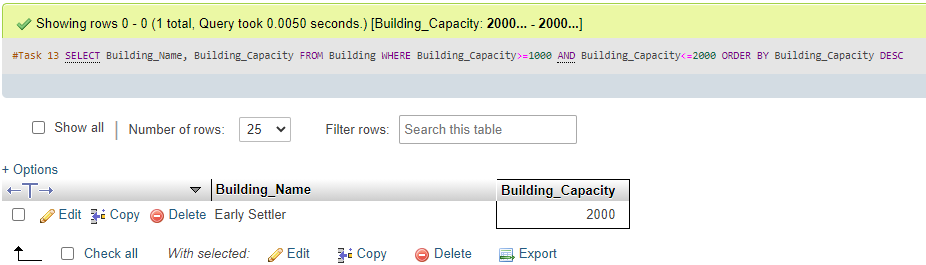 Showing rows 0 - 0 (1 total, Query took 0.0050 seconds.) [Building_Capacity: 2000... - 2000...]
#Task 13 SELECT Building_Name, Building_Capacity FROM Building WHERE Building_Capacity>=1000 AND Building_Capacity<=2000 ORDER BY Building_Capacity DESC
Show all | Number of rows: 25 Filter rows: Search this table
+ Options
←T→ Building_Name Building_Capacity
Edit Copy Delete Early Settler 2000
Check all With selected: Edit Copy Delete Export